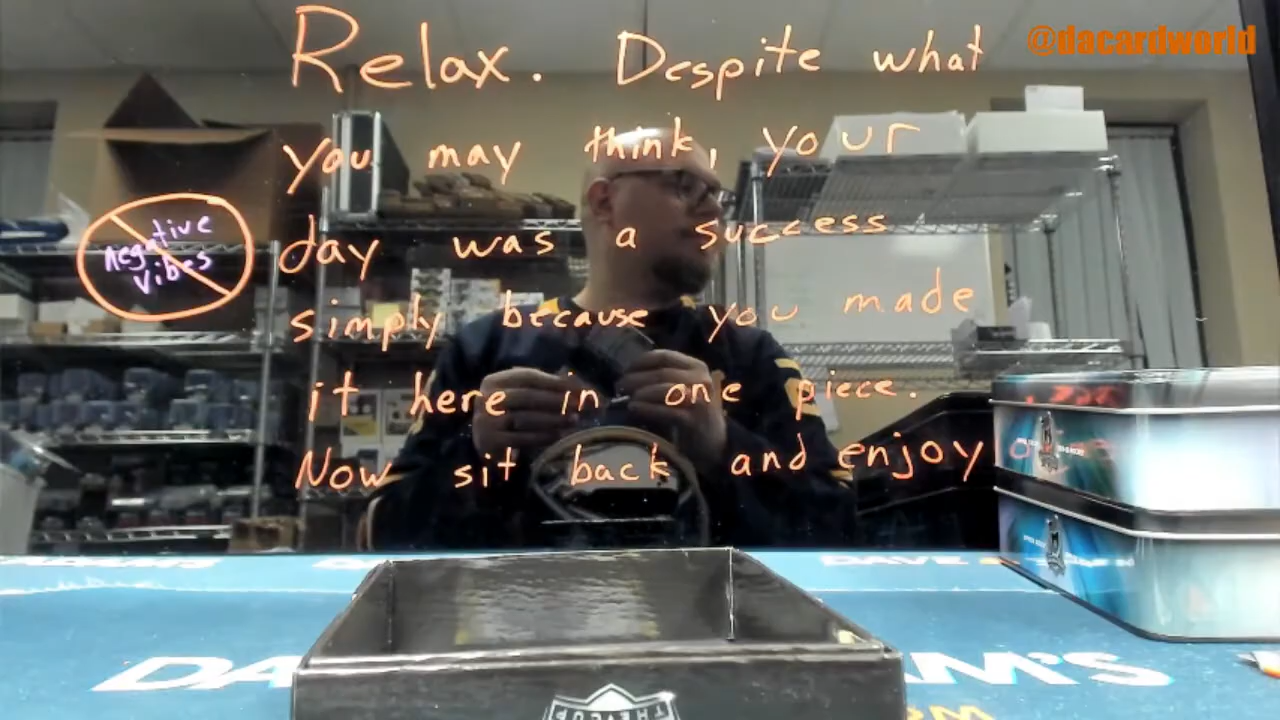 @dacardworld
Relax. Despite what
you may think, your
day was a success
simply because you made
it here in one piece.
Now sit back and enjoy
negative
vibes
DAVE